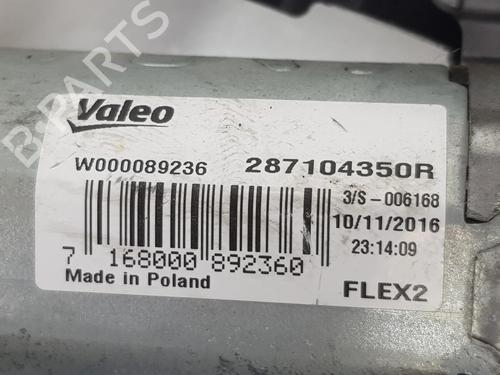 Valeo
W000089236 287104350R
3/S-006168
10/11/2016
23:14:09
7 168000 892360
Made in Poland
FLEX2
B-PARTS